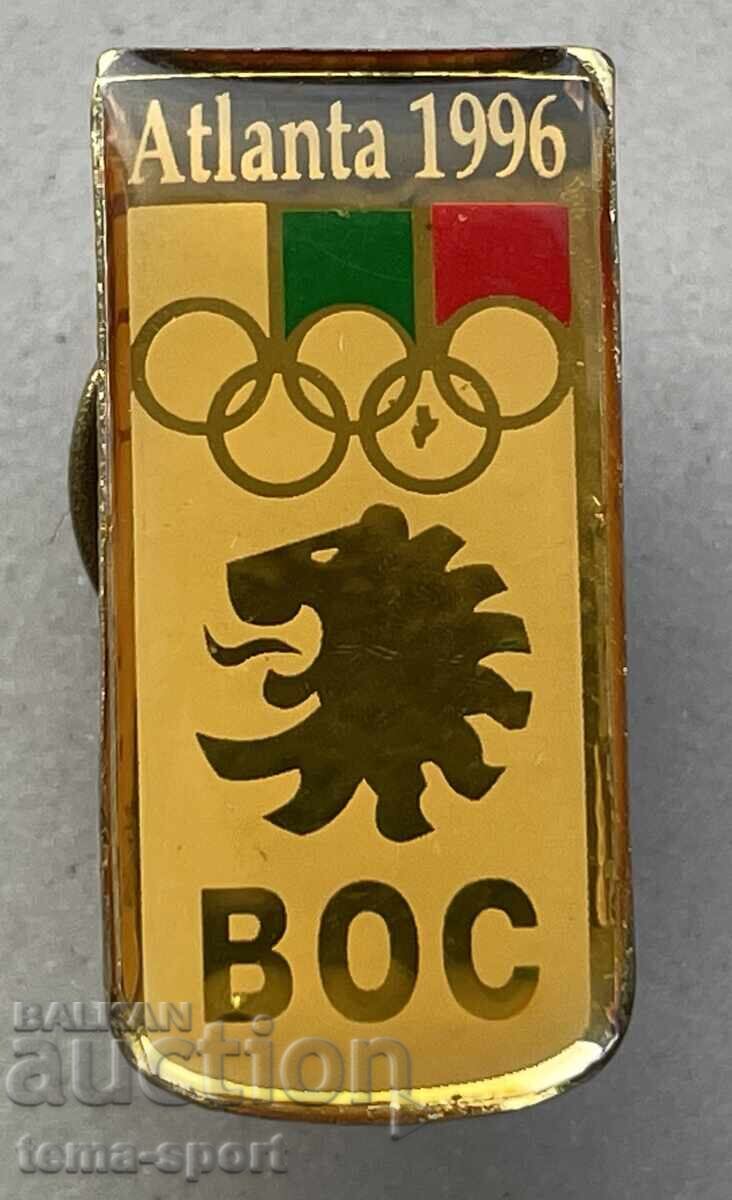 Atlanta 1996
BOC
BALKAN
auction
tema-sport